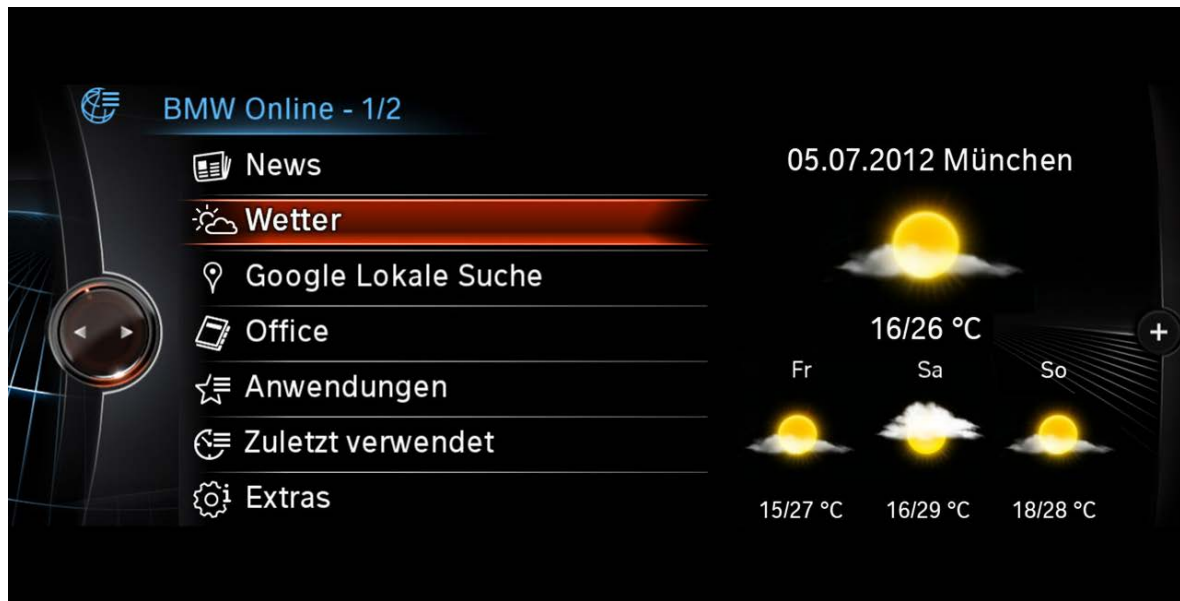 BMW Online - 1/2
News
Wetter
Google Lokale Suche
Office
Anwendungen
Zuletzt verwendet
Extras
05.07.2012 München
16/26 °C
Fr Sa So
15/27 °C 16/29 °C 18/28 °C